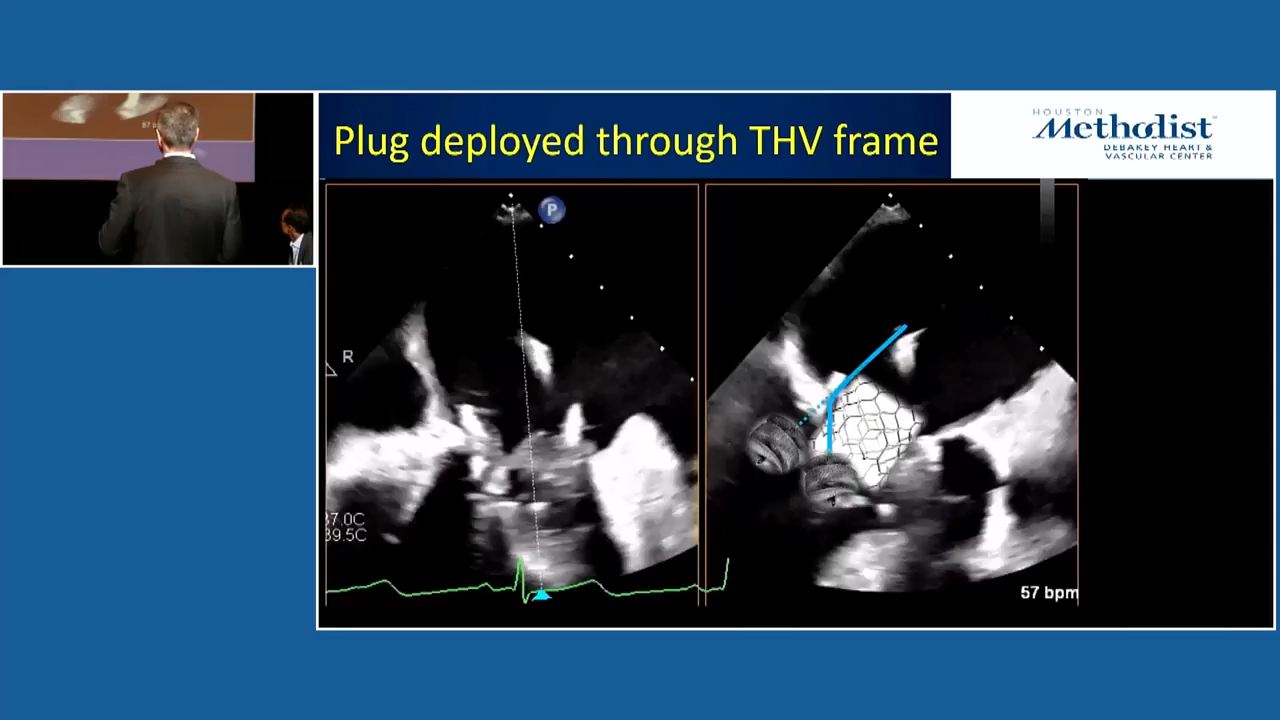 Plug deployed through THV frame
HOUSTON
Methodist
DEBAKEY HEART &
VASCULAR CENTER
P
R
37.0C
39.5C
57 bpm